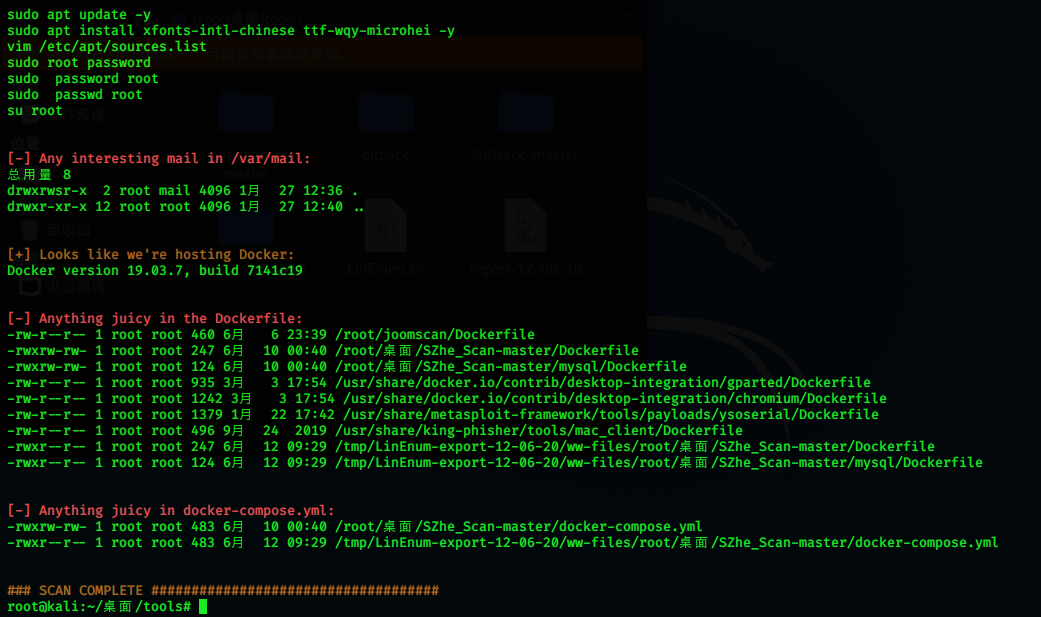 sudo apt update -y
sudo apt install xfonts-intl-chinese ttf-wqy-microhei -y
vim /etc/apt/sources.list
sudo root password
sudo  password root
sudo  passwd root
su root
[-] Any interesting mail in /var/mail:
总用量 8
drwxrwsr-x  2 root mail 4096 1月  27 12:36 .
drwxr-xr-x 12 root root 4096 1月  27 12:40 ..
[+] Looks like we're hosting Docker:
Docker version 19.03.7, build 7141c19
[-] Anything juicy in the Dockerfile:
-rw-r--r-- 1 root root 460 6月   6 23:39 /root/joomscan/Dockerfile
-rwxrw-rw- 1 root root 247 6月  10 00:40 /root/桌面/SZhe_Scan-master/Dockerfile
-rwxrw-rw- 1 root root 124 6月  10 00:40 /root/桌面/SZhe_Scan-master/mysql/Dockerfile
-rw-r--r-- 1 root root 935 3月   3 17:54 /usr/share/docker.io/contrib/desktop-integration/gparted/Dockerfile
-rw-r--r-- 1 root root 1242 3月   3 17:54 /usr/share/docker.io/contrib/desktop-integration/chromium/Dockerfile
-rw-r--r-- 1 root root 1379 1月  22 17:42 /usr/share/metasploit-framework/tools/payloads/ysoserial/Dockerfile
-rw-r--r-- 1 root root 496 9月  24  2019 /usr/share/king-phisher/tools/mac_client/Dockerfile
-rwxr--r-- 1 root root 247 6月  12 09:29 /tmp/LinEnum-export-12-06-20/ww-files/root/桌面/SZhe_Scan-master/Dockerfile
-rwxr--r-- 1 root root 124 6月  12 09:29 /tmp/LinEnum-export-12-06-20/ww-files/root/桌面/SZhe_Scan-master/mysql/Dockerfile
[-] Anything juicy in docker-compose.yml:
-rwxrw-rw- 1 root root 483 6月  10 00:40 /root/桌面/SZhe_Scan-master/docker-compose.yml
-rwxr--r-- 1 root root 483 6月  12 09:29 /tmp/LinEnum-export-12-06-20/ww-files/root/桌面/SZhe_Scan-master/docker-compose.yml
### SCAN COMPLETE ####################################
root@kali:~/桌面/tools#
githack
GitHack-master
LinEnum.sh
report-12-06-20